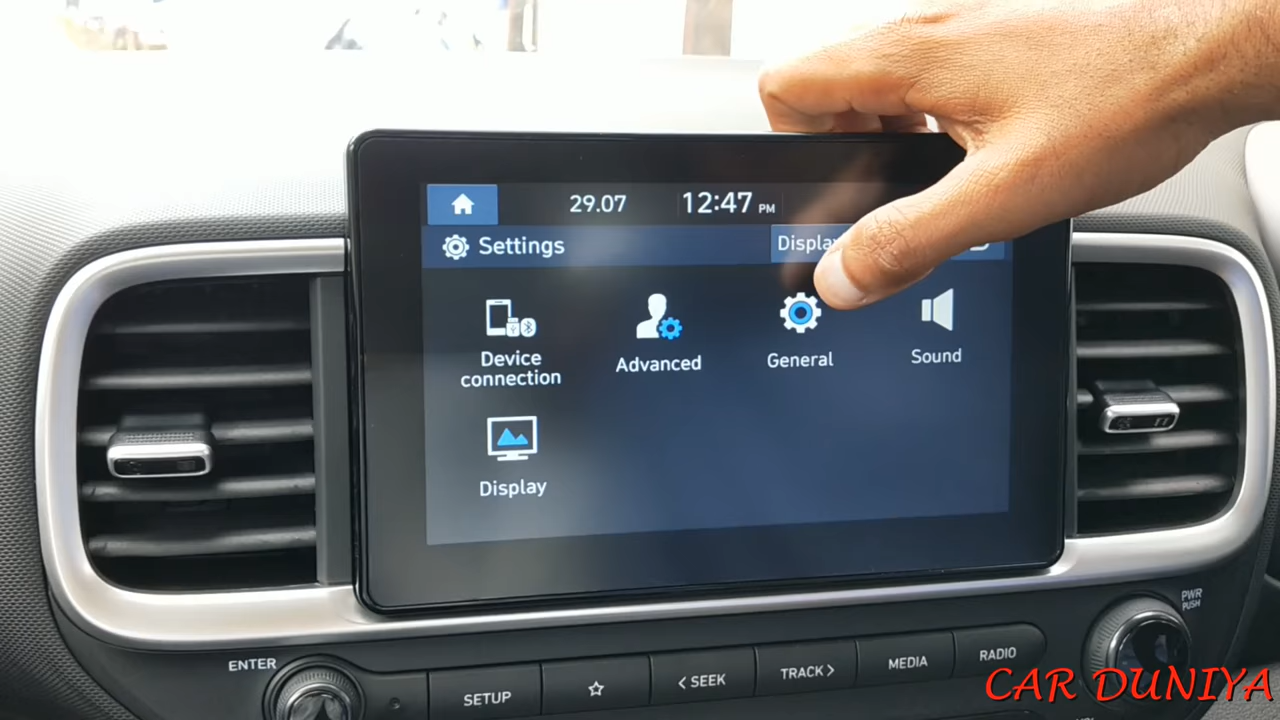 29.07
12:47 PM
Settings
Device
connection
Advanced
General
Sound
Display
ENTER
SETUP
< SEEK
TRACK >
MEDIA
RADIO
PWR
PUSH
CAR DUNIYA